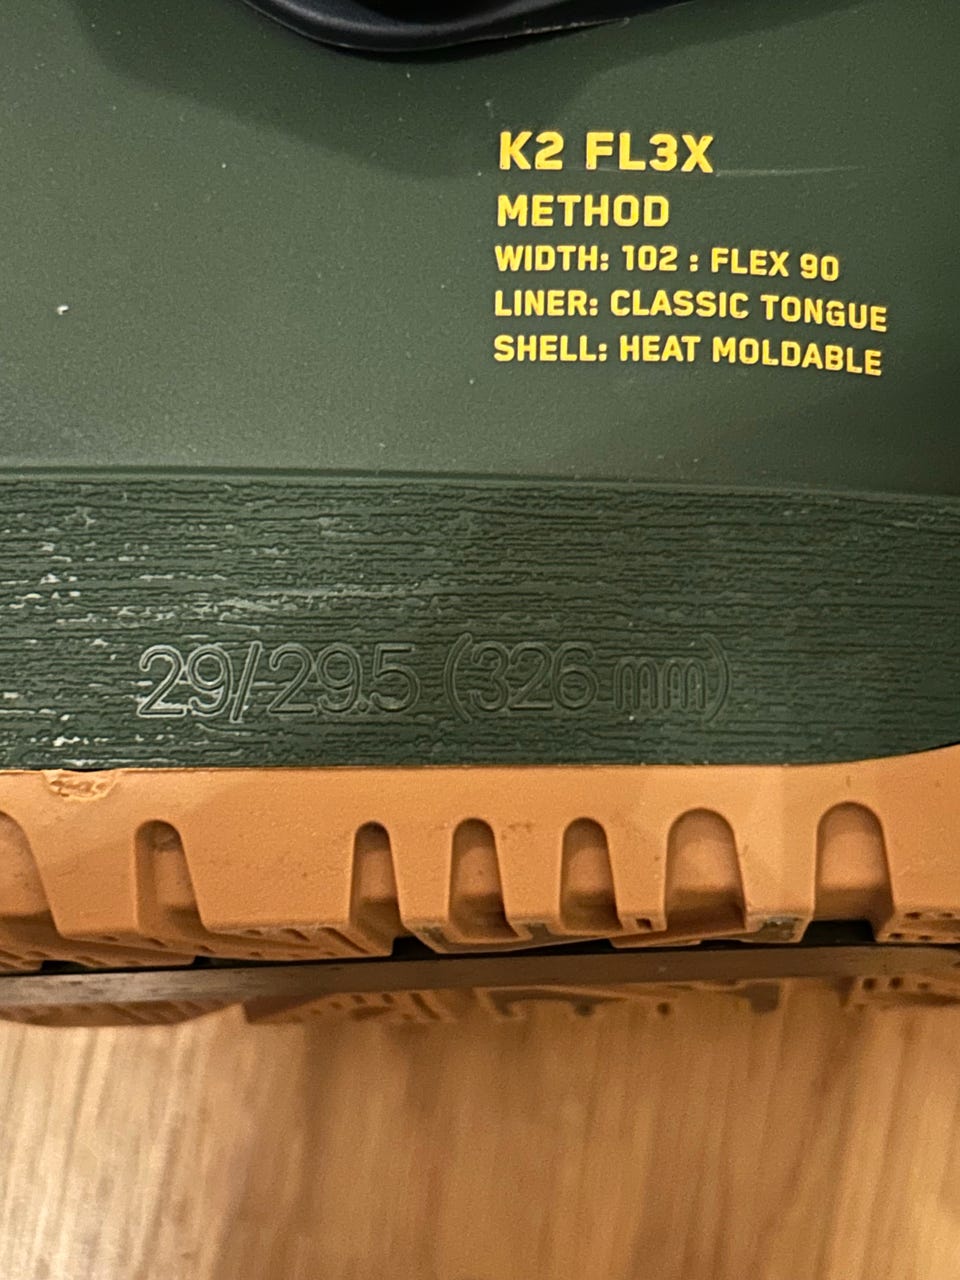 K2 FL3X
METHOD
WIDTH: 102 : FLEX 90
LINER: CLASSIC TONGUE
SHELL: HEAT MOLDABLE
29/29.5 (326 mm)